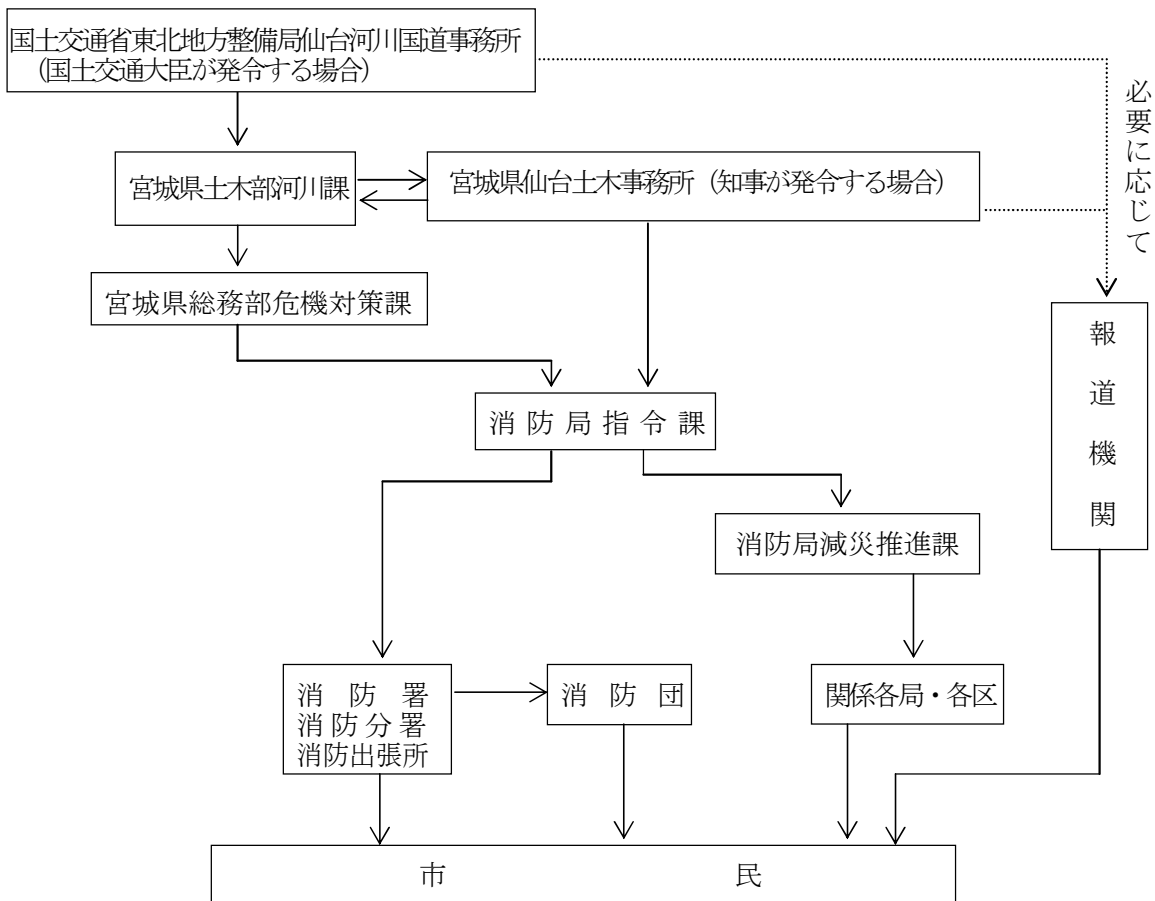 国土交通省東北地方整備局仙台河川国道事務所
（国土交通大臣が発令する場合）
必要に応じて
宮城県土木部河川課
宮城県仙台土木事務所（知事が発令する場合）
宮城県総務部危機対策課
報道機関
消防局指令課
消防局減災推進課
消防署
消防分署
消防出張所
消防団
関係各局・各区
市民